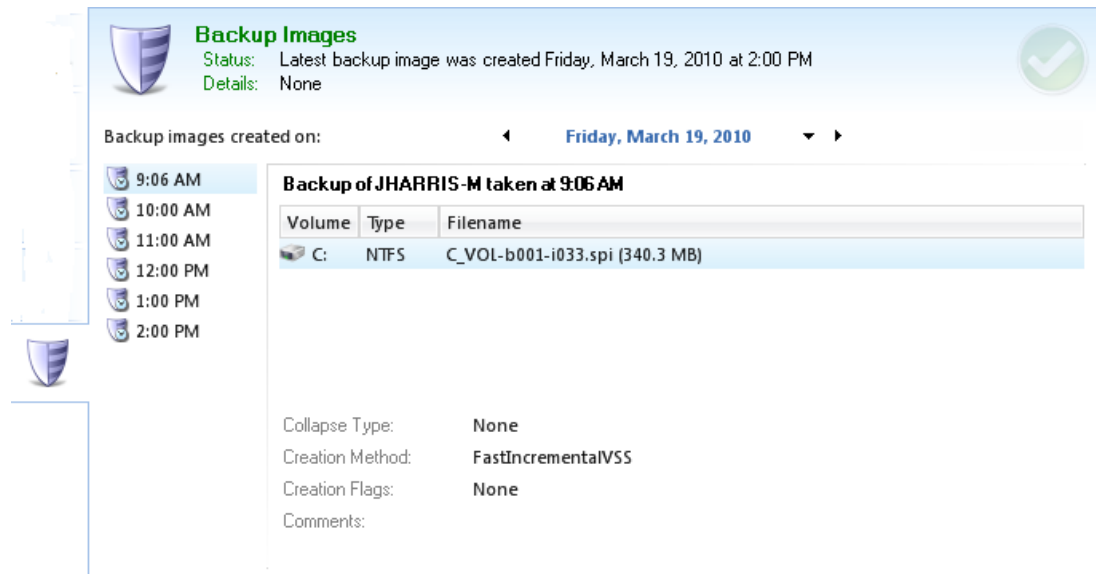 Backup Images
Status: Latest backup image was created Friday, March 19, 2010 at 2:00 PM
Details: None
Backup images created on: Friday, March 19, 2010
9:06 AM
10:00 AM
11:00 AM
12:00 PM
1:00 PM
2:00 PM
Backup of JHARRIS-M taken at 9:06 AM
Volume Type Filename
C: NTFS C_VOL-b001-i033.spi (340.3 MB)
Collapse Type: None
Creation Method: FastIncrementalVSS
Creation Flags: None
Comments: